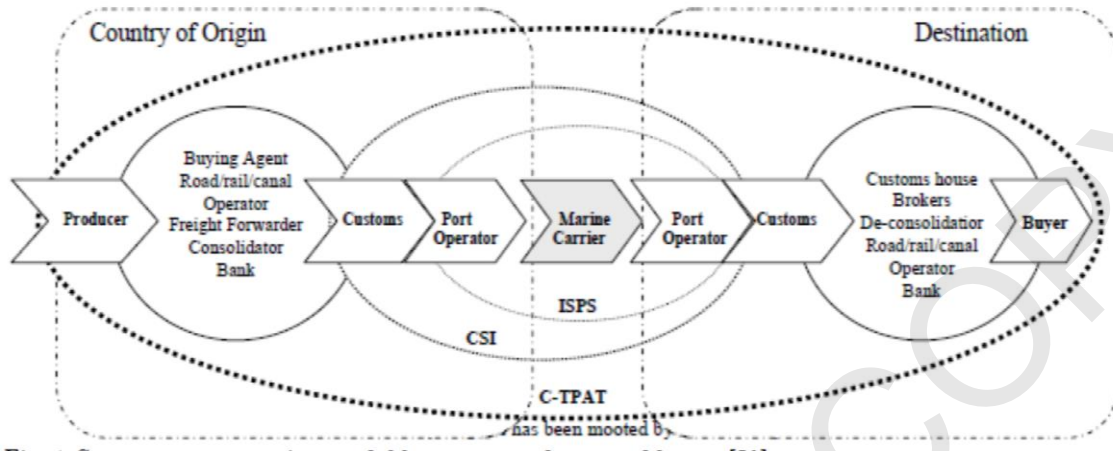 Country of Origin
Destination
Producer
Buying Agent
Road/rail/canal
Operator
Freight Forwarder
Consolidator
Bank
Customs
Port
Operator
Marine
Carrier
Port
Operator
Customs
Customs house
Brokers
De-consolidatior
Road/rail/canal
Operator
Bank
Buyer
ISPS
CSI
C-TPAT
has been mooted by
COPY